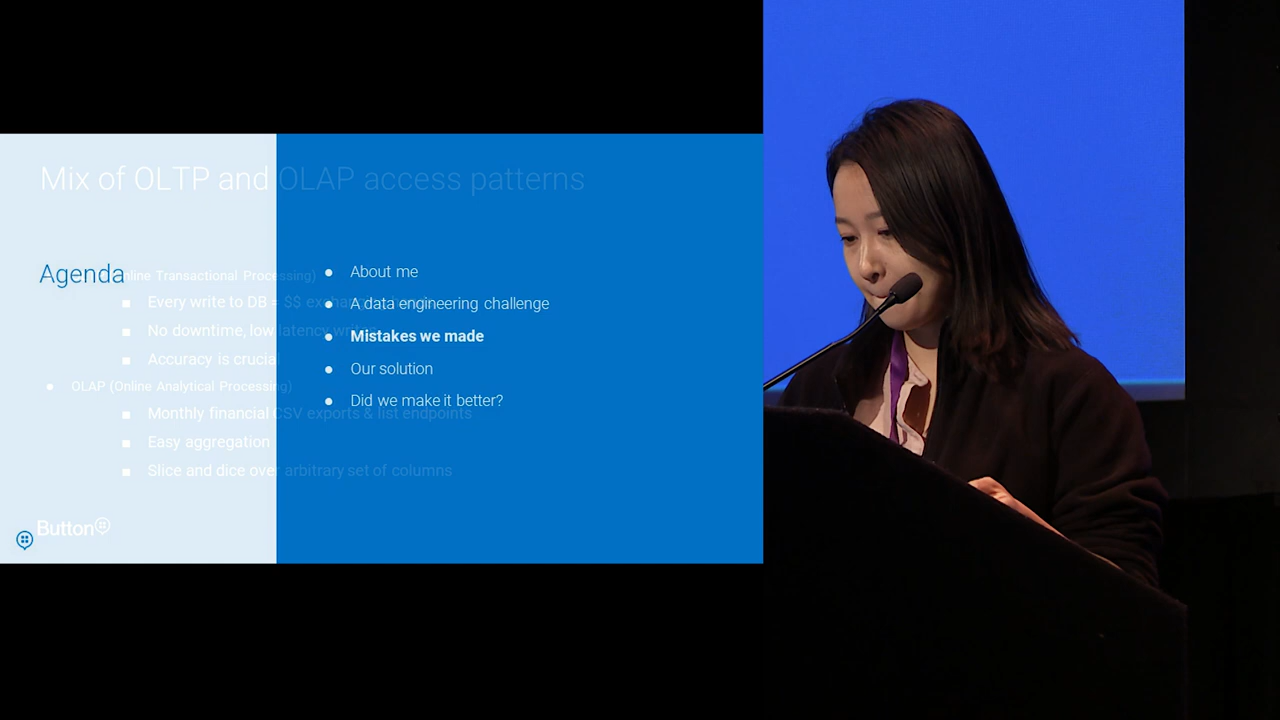 Mix of OLTP and OLAP access patterns
Agenda
nline Transactional Processing)
Every write to DB = $$
No downtime, low latency writes
Accuracy is crucial
OLAP (Online Analytical Processing)
Monthly financial CSV exports & list endpoints
Easy aggregation
Slice and dice over arbitrary set of columns
About me
A data engineering challenge
Mistakes we made
Our solution
Did we make it better?
Button